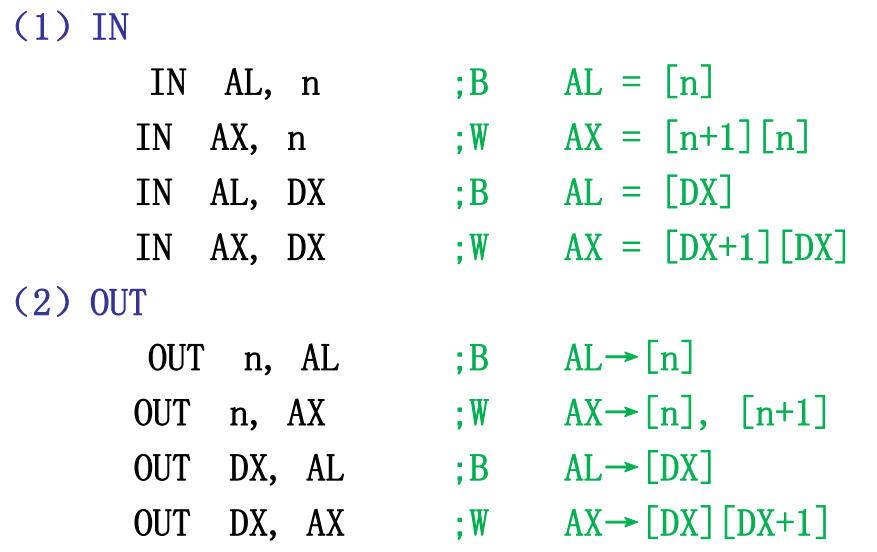 (1) IN
IN AL, n ;B AL = [n]
IN AX, n ;W AX = [n+1][n]
IN AL, DX ;B AL = [DX]
IN AX, DX ;W AX = [DX+1][DX]
(2) OUT
OUT n, AL ;B AL→[n]
OUT n, AX ;W AX→[n], [n+1]
OUT DX, AL ;B AL→[DX]
OUT DX, AX ;W AX→[DX][DX+1]